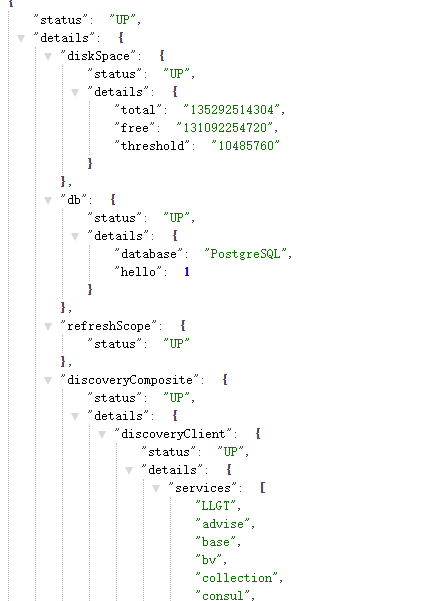 {
"status": "UP",
"details": {
"diskSpace": {
"status": "UP",
"details": {
"total": "135292514304",
"free": "131092254720",
"threshold": "10485760"
}
},
"db": {
"status": "UP",
"details": {
"database": "PostgreSQL",
"hello": 1
}
},
"refreshScope": {
"status": "UP"
},
"discoveryComposite": {
"status": "UP",
"details": {
"discoveryClient": {
"status": "UP",
"details": {
"services": [
"LLGT",
"advise",
"base",
"bv",
"collection",
"consul",